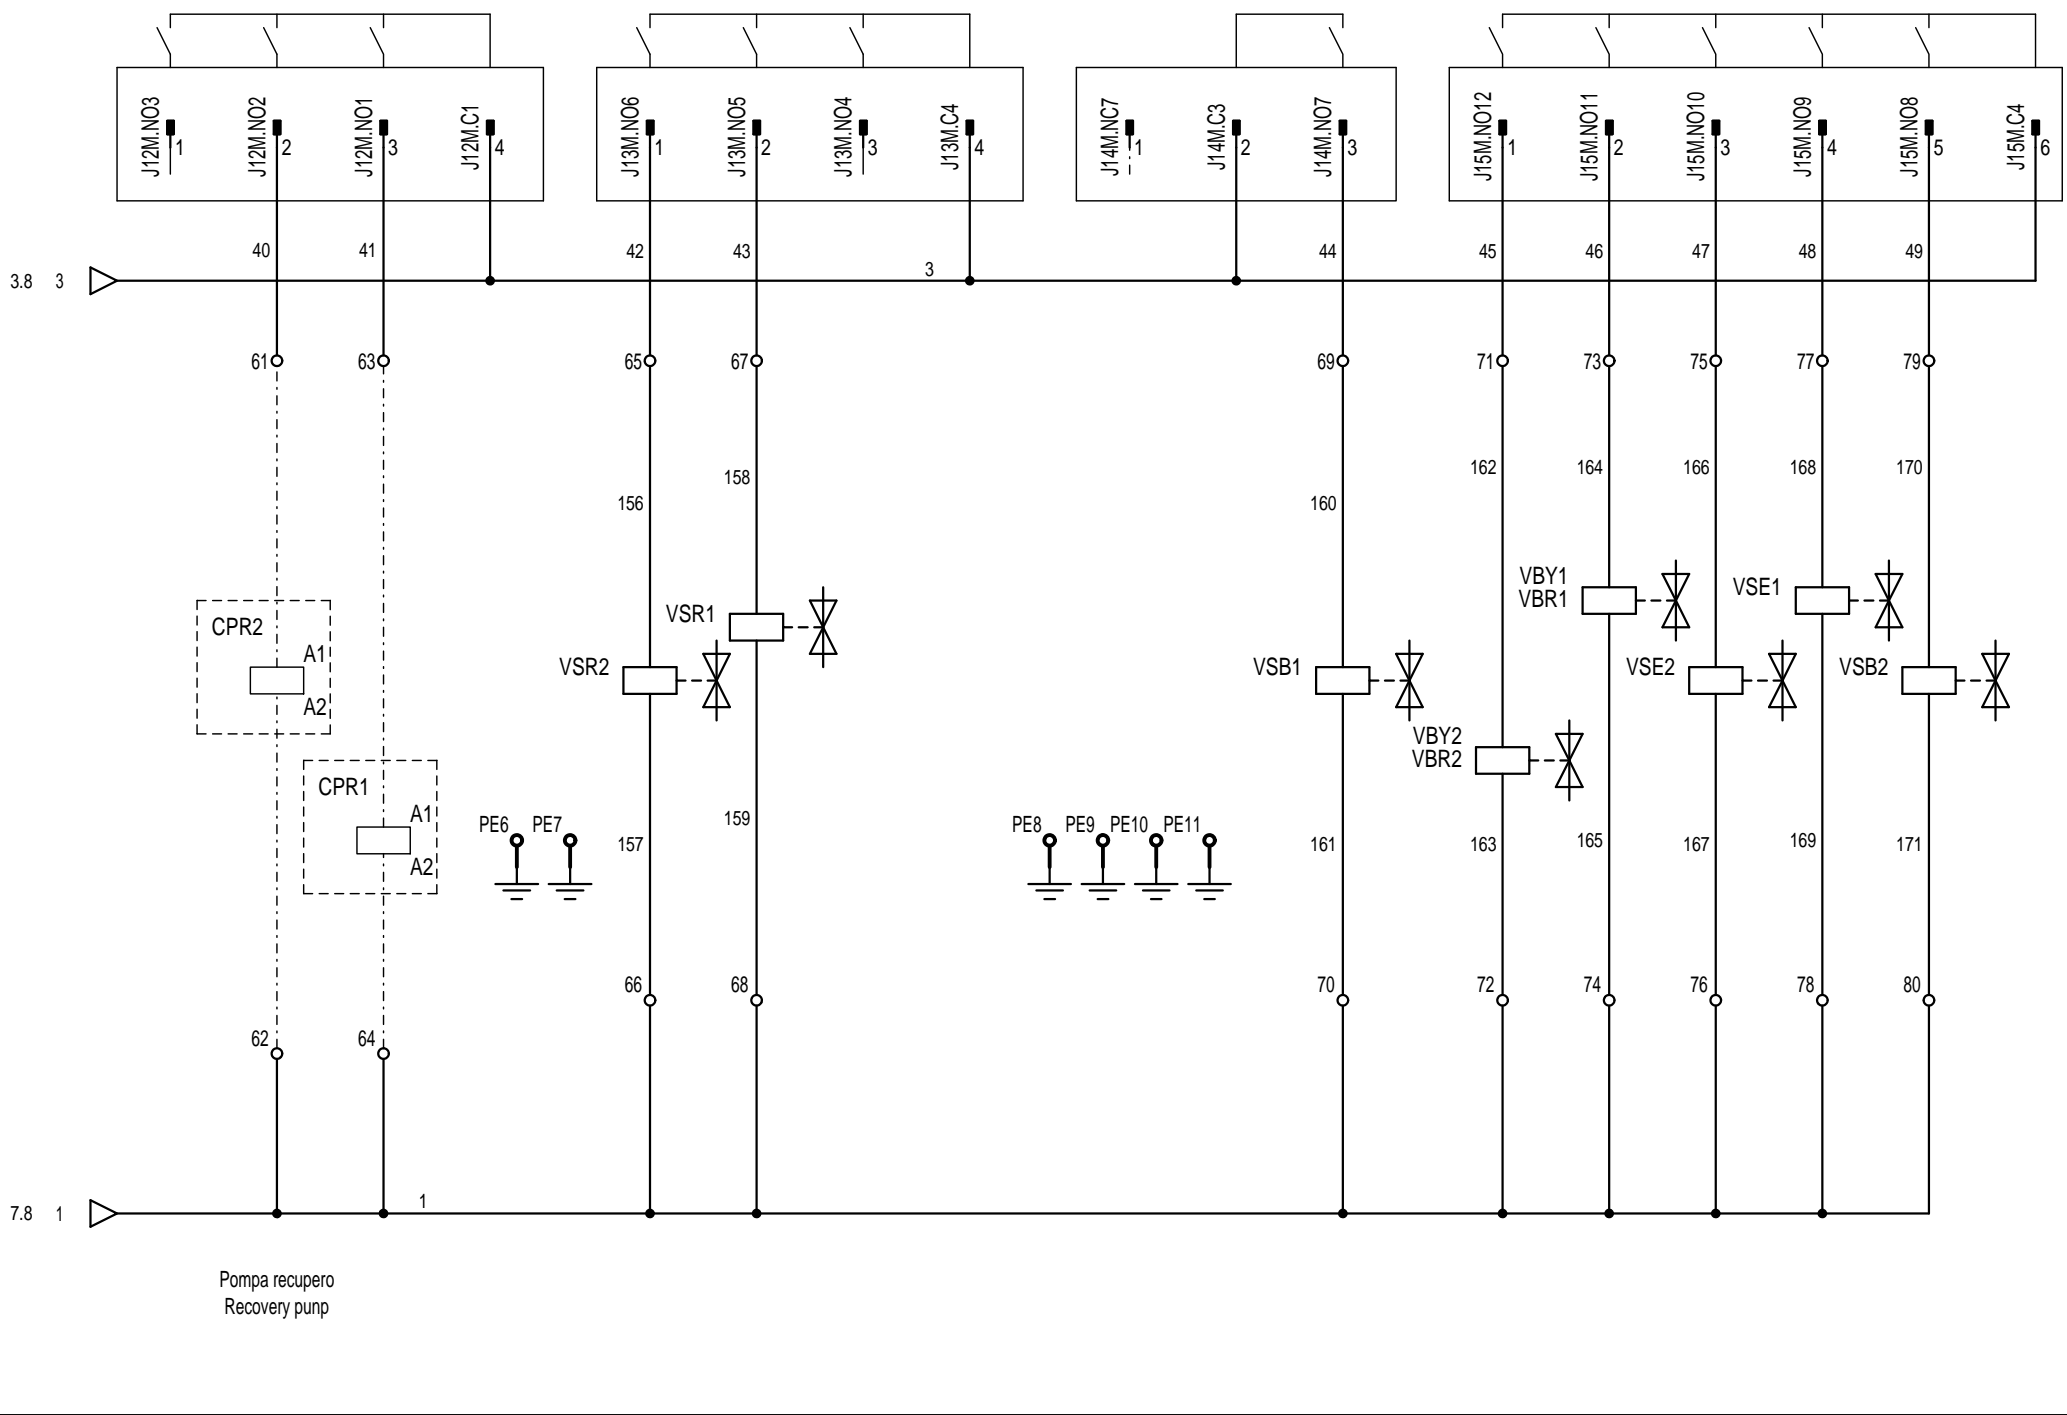 J12M.NO3
1
J12M.NO2
2
J12M.NO1
3
J12M.C1
4
J13M.NO6
1
J13M.NO5
2
J13M.NO4
3
J13M.C4
4
J14M.NC7
1
J14M.C3
2
J14M.NO7
3
J15M.NO12
1
J15M.NO11
2
J15M.NO10
3
J15M.NO9
4
J15M.NO8
5
J15M.C4
6
40
41
42
43
44
45
46
47
48
49
3.8
3
3
61
63
65
67
69
71
73
75
77
79
156
158
160
162
164
166
168
170
CPR2
A1
A2
CPR1
A1
A2
VSR2
VSR1
VSB1
VBY2
VBR2
VBY1
VBR1
VSE2
VSE1
VSB2
PE6
PE7
PE8
PE9
PE10
PE11
157
159
161
163
165
167
169
171
62
64
66
68
70
72
74
76
78
80
7.8
1
1
Pompa recupero
Recovery punp